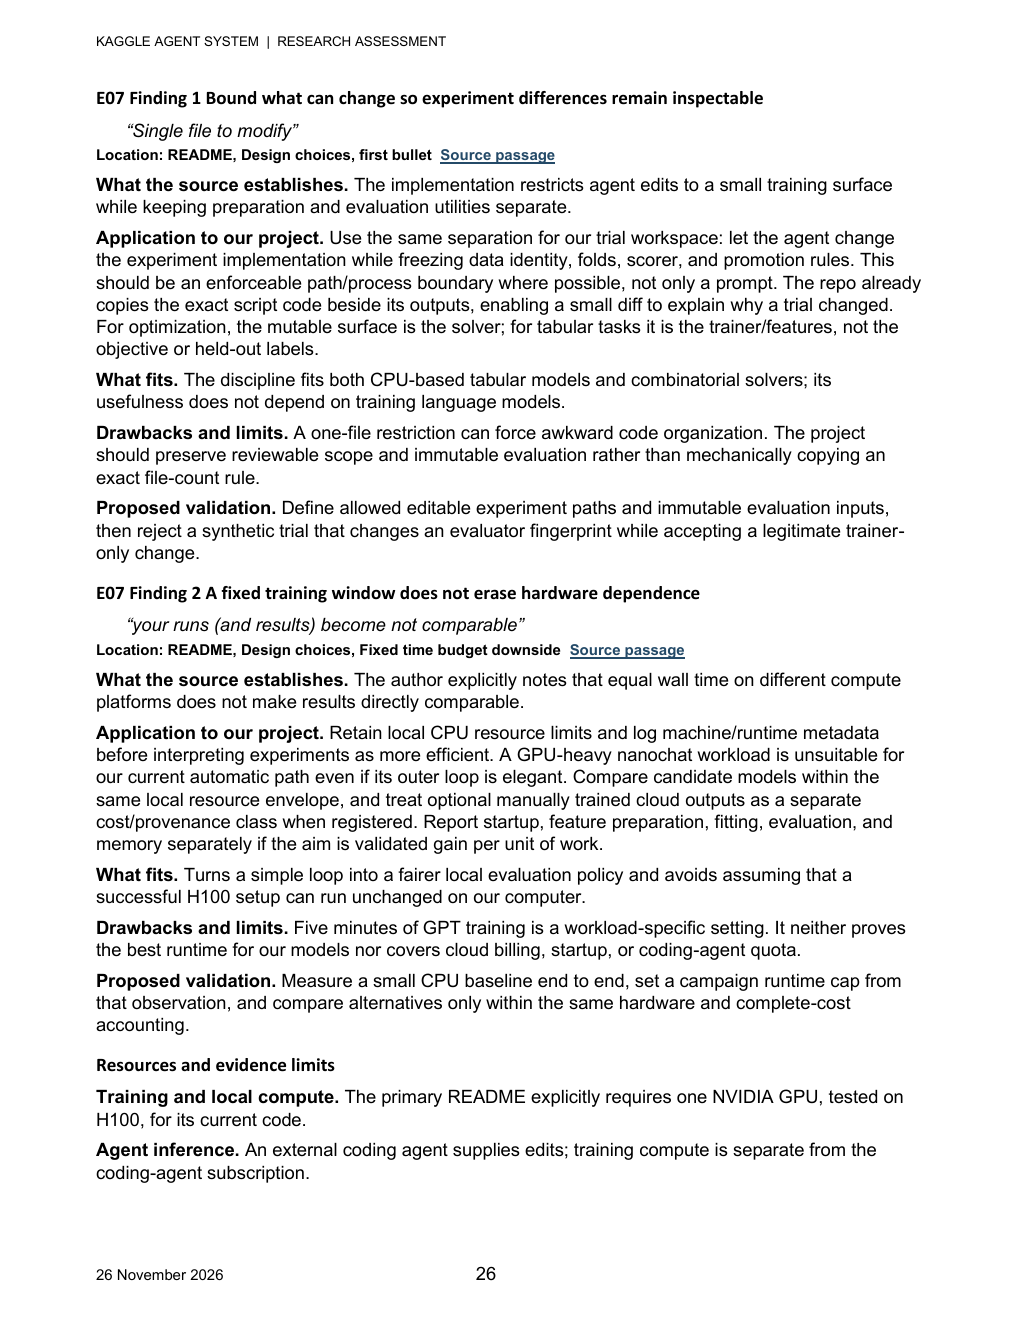 KAGGLE AGENT SYSTEM | RESEARCH ASSESSMENT
E07 Finding 1 Bound what can change so experiment differences remain inspectable
“Single file to modify”
Location: README, Design choices, first bullet Source passage
What the source establishes. The implementation restricts agent edits to a small training surface
while keeping preparation and evaluation utilities separate.
Application to our project. Use the same separation for our trial workspace: let the agent change
the experiment implementation while freezing data identity, folds, scorer, and promotion rules. This
should be an enforceable path/process boundary where possible, not only a prompt. The repo already
copies the exact script code beside its outputs, enabling a small diff to explain why a trial changed.
For optimization, the mutable surface is the solver; for tabular tasks it is the trainer/features, not the
objective or held-out labels.
What fits. The discipline fits both CPU-based tabular models and combinatorial solvers; its
usefulness does not depend on training language models.
Drawbacks and limits. A one-file restriction can force awkward code organization. The project
should preserve reviewable scope and immutable evaluation rather than mechanically copying an
exact file-count rule.
Proposed validation. Define allowed editable experiment paths and immutable evaluation inputs,
then reject a synthetic trial that changes an evaluator fingerprint while accepting a legitimate trainer-
only change.
E07 Finding 2 A fixed training window does not erase hardware dependence
“your runs (and results) become not comparable”
Location: README, Design choices, Fixed time budget downside Source passage
What the source establishes. The author explicitly notes that equal wall time on different compute
platforms does not make results directly comparable.
Application to our project. Retain local CPU resource limits and log machine/runtime metadata
before interpreting experiments as more efficient. A GPU-heavy nanochat workload is unsuitable for
our current automatic path even if its outer loop is elegant. Compare candidate models within the
same local resource envelope, and treat optional manually trained cloud outputs as a separate
cost/provenance class when registered. Report startup, feature preparation, fitting, evaluation, and
memory separately if the aim is validated gain per unit of work.
What fits. Turns a simple loop into a fairer local evaluation policy and avoids assuming that a
successful H100 setup can run unchanged on our computer.
Drawbacks and limits. Five minutes of GPT training is a workload-specific setting. It neither proves
the best runtime for our models nor covers cloud billing, startup, or coding-agent quota.
Proposed validation. Measure a small CPU baseline end to end, set a campaign runtime cap from
that observation, and compare alternatives only within the same hardware and complete-cost
accounting.
Resources and evidence limits
Training and local compute. The primary README explicitly requires one NVIDIA GPU, tested on
H100, for its current code.
Agent inference. An external coding agent supplies edits; training compute is separate from the
coding-agent subscription.
26 November 2026 26